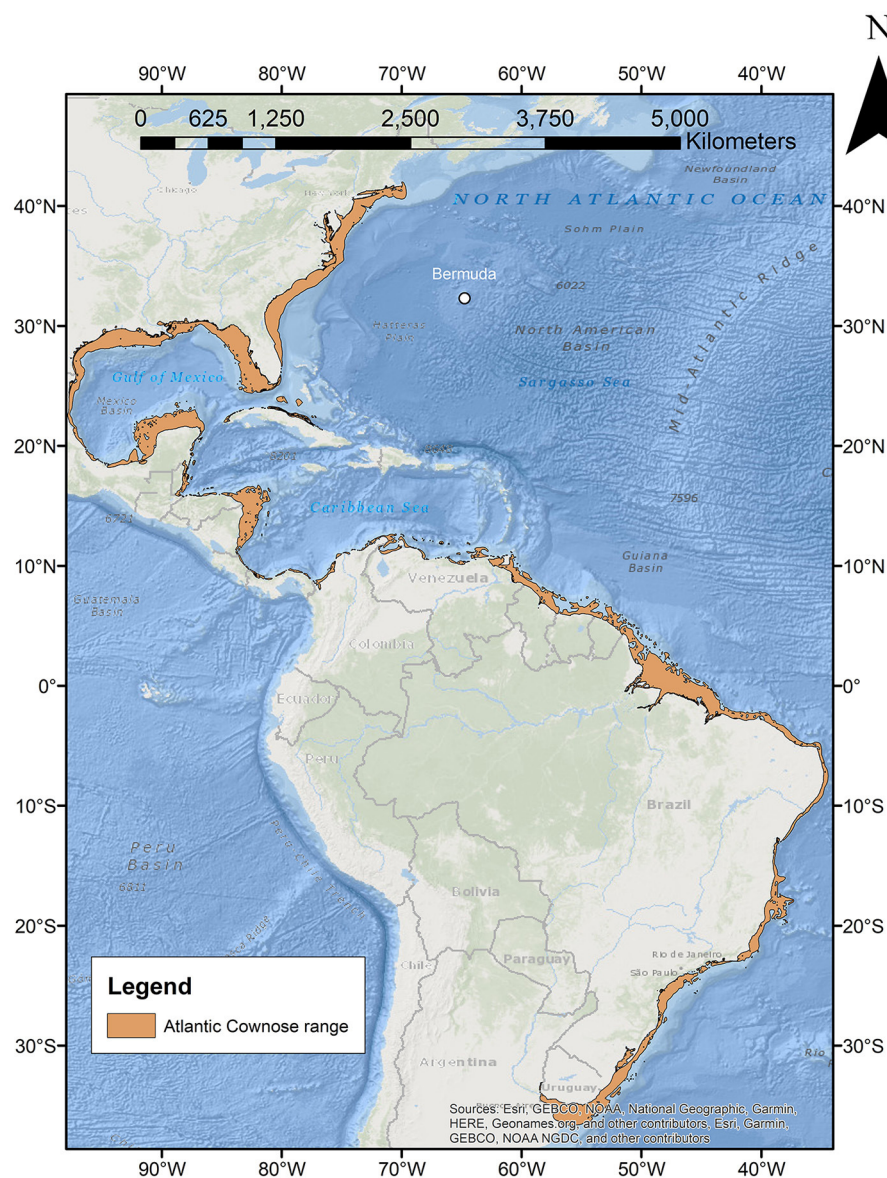 N
90°W 80°W 70°W 60°W 50°W 40°W
0 625 1,250 2,500 3,750 5,000
Kilometers
Newfoundland
Basin
Chicago
NORTH ATLANTIC OCEAN
40°N 40°N
Sohm Plain
Mid-Atlantic Ridge
Bermuda
6022
Hatteras
Plain
North American
Basin
30°N 30°N
Gulf of Mexico
Sargasso Sea
Mexico
Basin
20°N 20°N
7596
Caribbean Sea
Guiana
Basin
10°N 10°N
Venezuela
Guatemala
Basin
Colombia
0° 0°
Ecuador
Peru
Brazil
10°S 10°S
Peru
Basin
Bolivia
20°S 20°S
Paraguay
Rio de Janeiro
São Paulo
Chile
Legend
Atlantic Cownose range
30°S 30°S
Argentina
Uruguay
Sources: Esri, GEBCO, NOAA, National Geographic, Garmin,
HERE, Geonames.org, and other contributors, Esri, Garmin,
GEBCO, NOAA NGDC, and other contributors
90°W 80°W 70°W 60°W 50°W 40°W